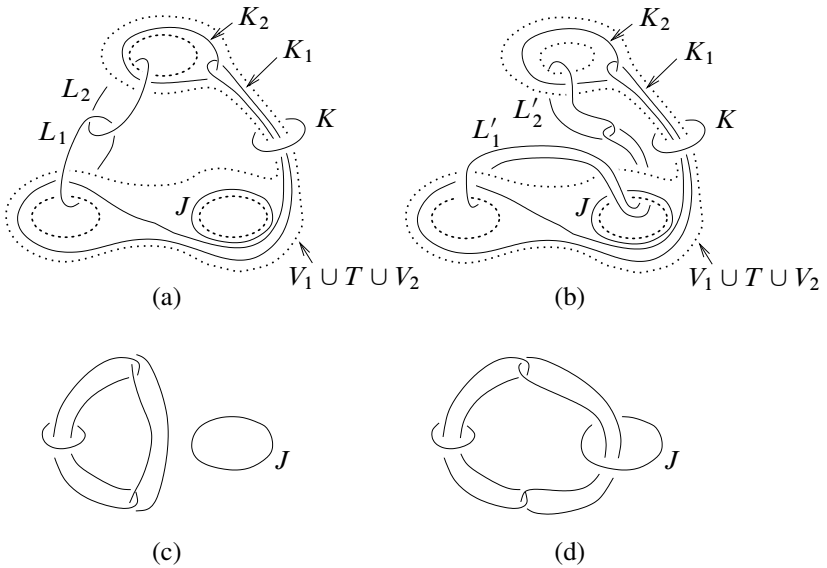 K₂
K₁
L₂
L₁
K
J
V₁ ∪ T ∪ V₂
(a)
K₂
K₁
L′₂
L′₁
K
J
V₁ ∪ T ∪ V₂
(b)
J
(c)
J
(d)